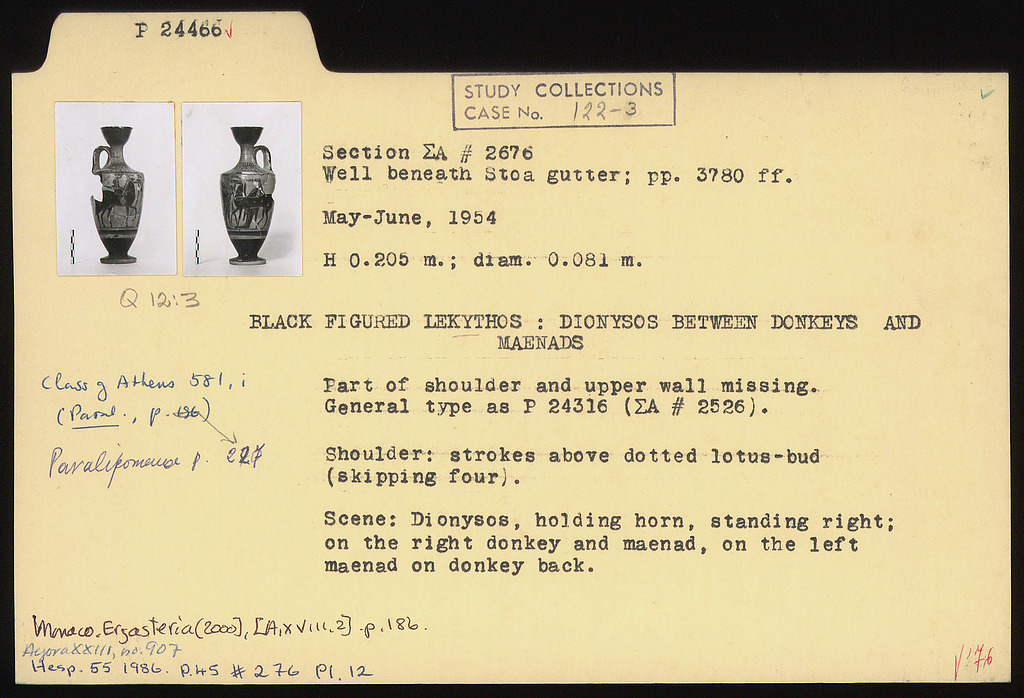 P 24466 √
STUDY COLLECTIONS
CASE No. 122-3
Section ΣA # 2676
Well beneath Stoa gutter; pp. 3780 ff.
May-June, 1954
H 0.205 m.; diam. 0.081 m.
Q 12:3
BLACK FIGURED LEKYTHOS : DIONYSOS BETWEEN DONKEYS AND
MAENADS
Class of Athens 581, i
(Paral., p. 196)
Paralipomena p.
Part of shoulder and upper wall missing.
General type as P 24316 (ΣA # 2526).
Shoulder: strokes above dotted lotus-bud
(skipping four).
Scene: Dionysos, holding horn, standing right;
on the right donkey and maenad, on the left
maenad on donkey back.
Monaco. Ergasteria (2000), [A,XVIII.2] p.186.
Agora XXIII, no. 907
Hesp. 55 1986. P.45 # 276 Pl. 12